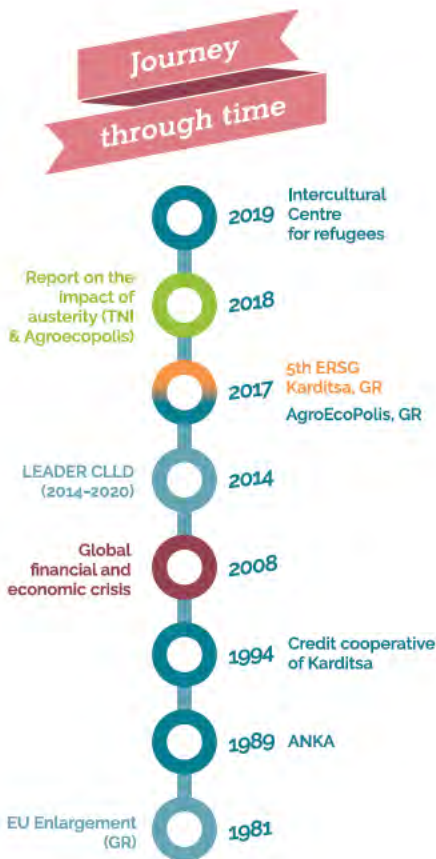 Journey
through time
2019
Intercultural
Centre
for refugees
Report on the
impact of
austerity (TNI
& Agroecopolis)
2018
2017
5th ERSG
Karditsa, GR
AgroEcoPolis, GR
LEADER CLLD
(2014-2020)
2014
Global
financial and
economic crisis
2008
1994
Credit cooperative
of Karditsa
1989
ANKA
EU Enlargement
(GR)
1981